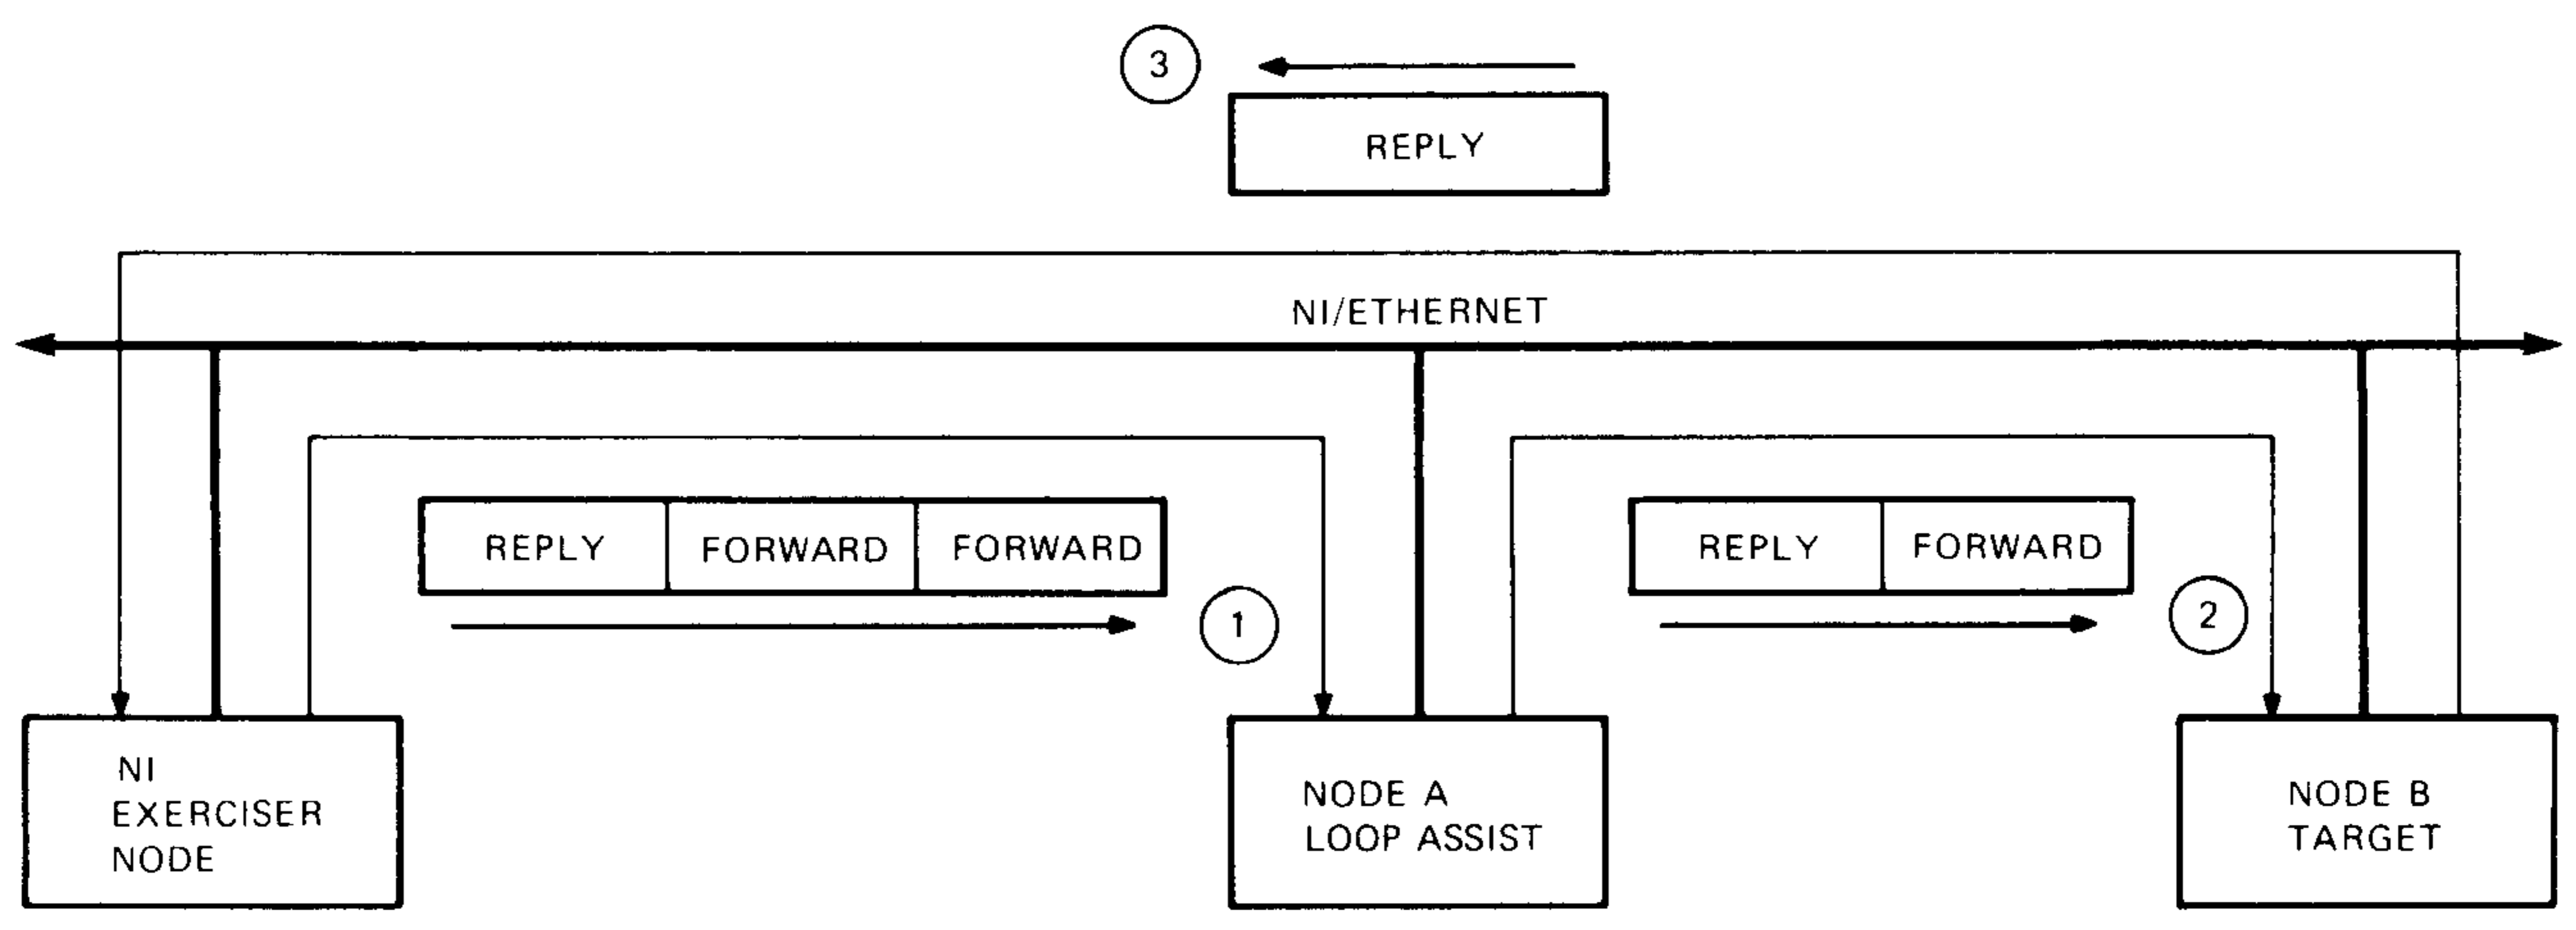 3
REPLY
NI/ETHERNET
REPLY FORWARD FORWARD
REPLY FORWARD
1
2
NI
EXERCISER
NODE
NODE A
LOOP ASSIST
NODE B
TARGET